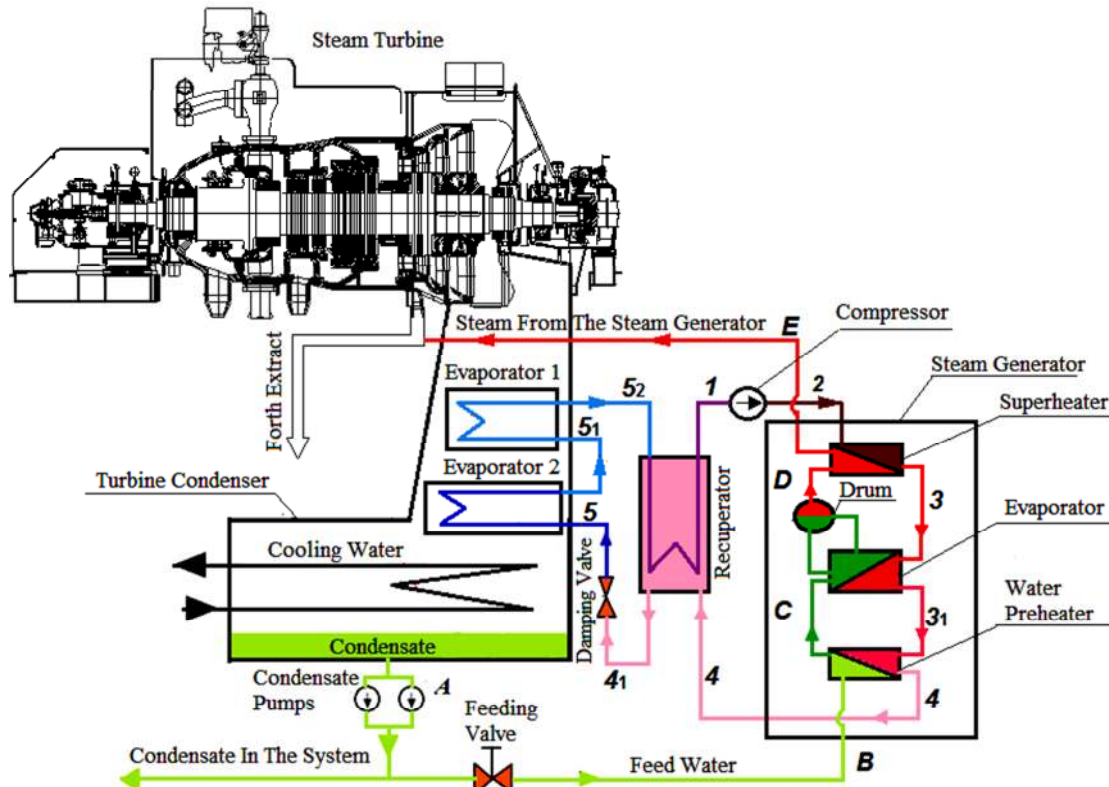 Steam Turbine
Compressor
Steam From The Steam Generator
E
Forth Extract
Steam Generator
Evaporator 1
5₂
1
2
Superheater
5₁
Evaporator 2
Turbine Condenser
D
Drum
3
5
Evaporator
Cooling Water
Damping Valve
Recuperator
Water
Preheater
C
3₁
Condensate
4₁
4
4
Condensate
Pumps
A
Feeding
Valve
Condensate In The System
Feed Water
B